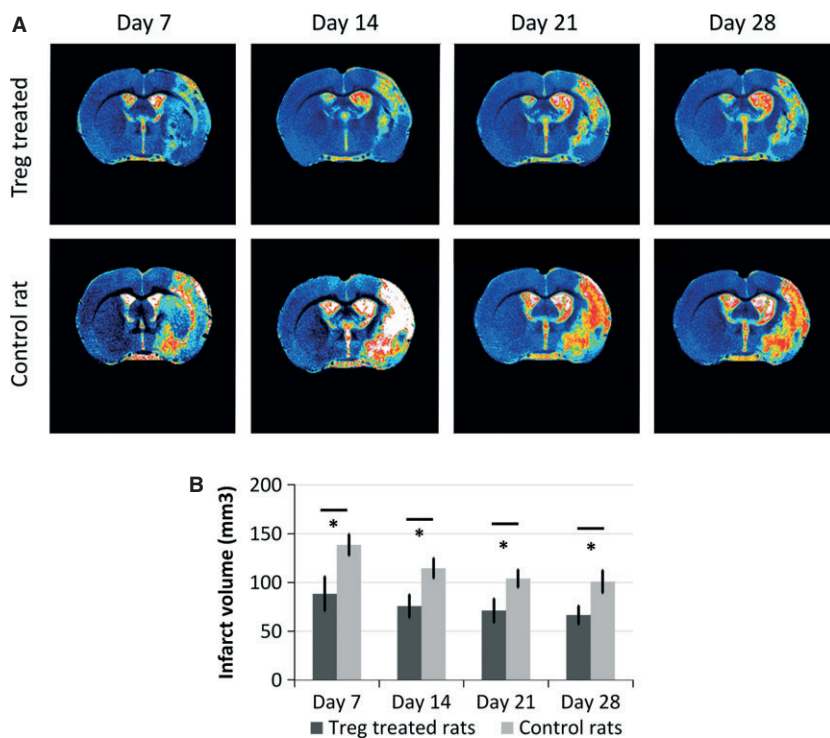 A
Day 7 Day 14 Day 21 Day 28
Treg treated
Control rat
B
Infarct volume (mm3)
200
150
100
50
0
* * * *
Day 7 Day 14 Day 21 Day 28
Treg treated rats Control rats